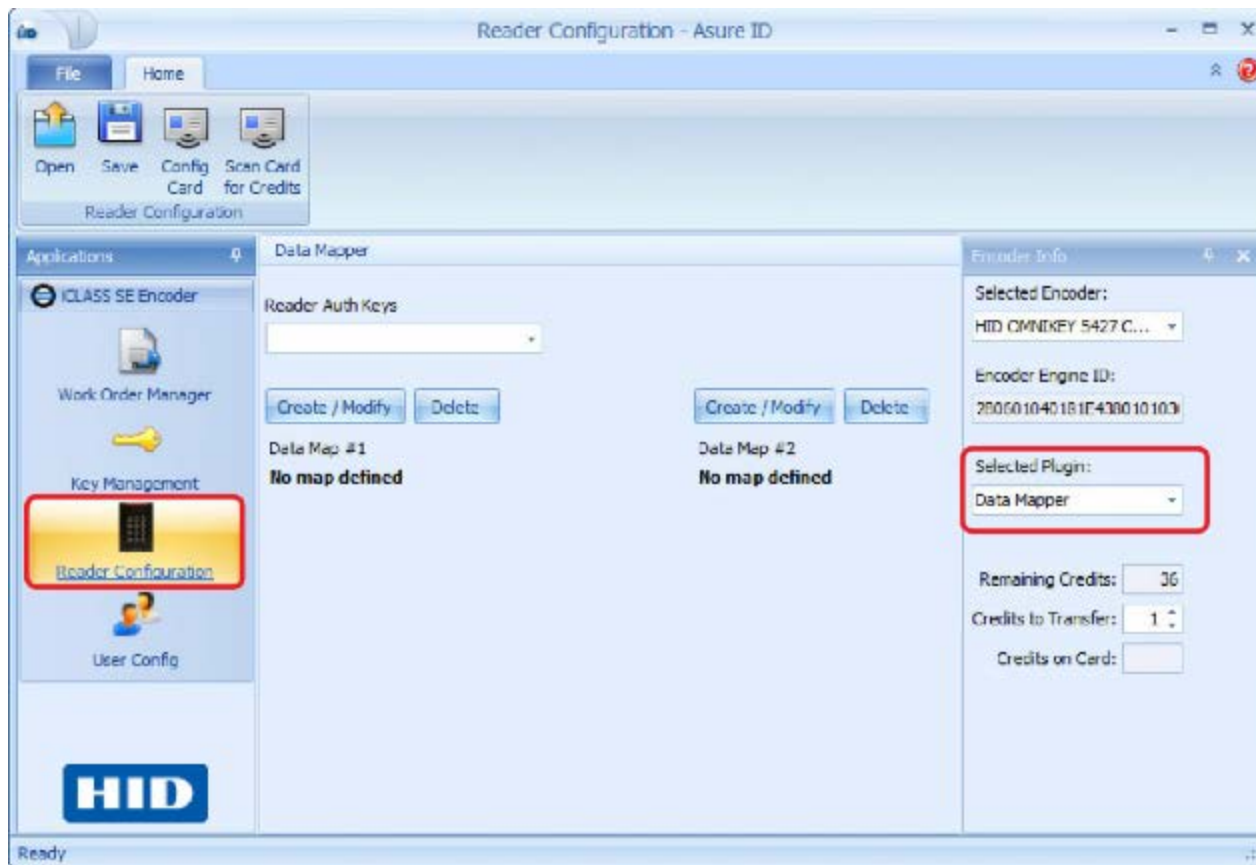 Reader Configuration - Asure ID
File
Home
Open
Save
Config Card
Scan Card for Credits
Reader Configuration
Applications
iCLASS SE Encoder
Work Order Manager
Key Management
Reader Configuration
User Config
HID
Data Mapper
Reader Auth Keys
Create / Modify
Delete
Create / Modify
Delete
Data Map #1
Data Map #2
No map defined
No map defined
Encoder Info
Selected Encoder:
HID OMNIKEY 5427 C...
Encoder Engine ID:
Selected Plugin:
Data Mapper
Remaining Credits: 36
Credits to Transfer: 1
Credits on Card:
Ready